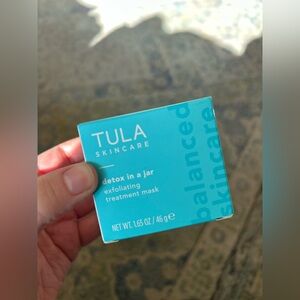 TULA
SKINCARE
detox in a jar
exfoliating
treatment mask
NET WT. 1.65 OZ / 46 g e
balanced
skincare